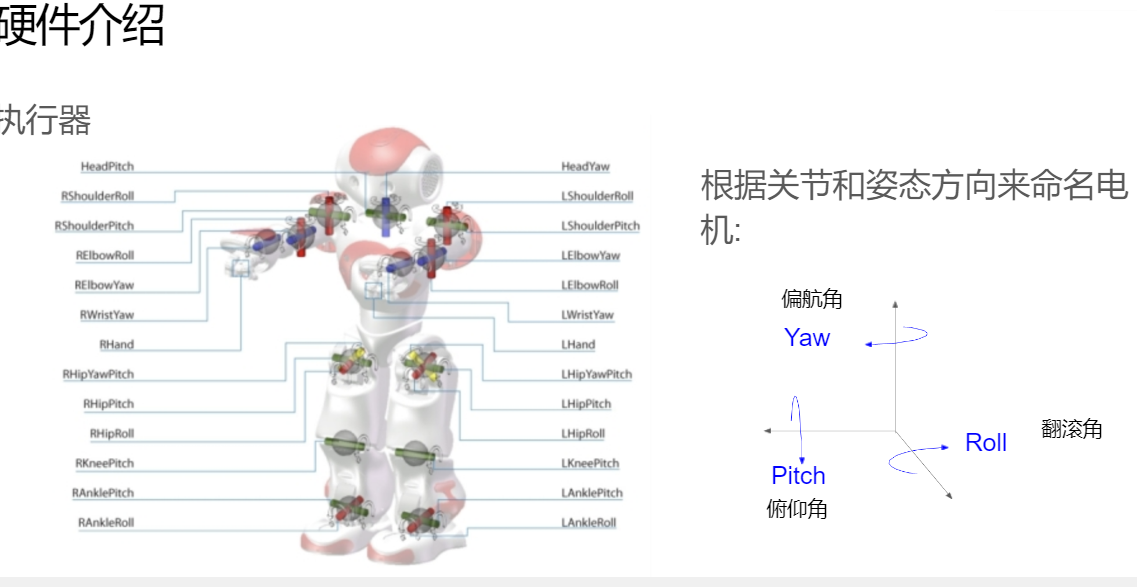 硬件介绍
执行器
HeadPitch
RShoulderRoll
RShoulderPitch
RElbowRoll
RElbowYaw
RWristYaw
RHand
RHipYawPitch
RHipPitch
RHipRoll
RKneePitch
RAnklePitch
RAnkleRoll
HeadYaw
LShoulderRoll
LShoulderPitch
LElbowYaw
LElbowRoll
LWristYaw
LHand
LHipYawPitch
LHipPitch
LHipRoll
LKneePitch
LAnklePitch
LAnkleRoll
根据关节和姿态方向来命名电
机:
偏航角
Yaw
翻滚角
Roll
Pitch
俯仰角